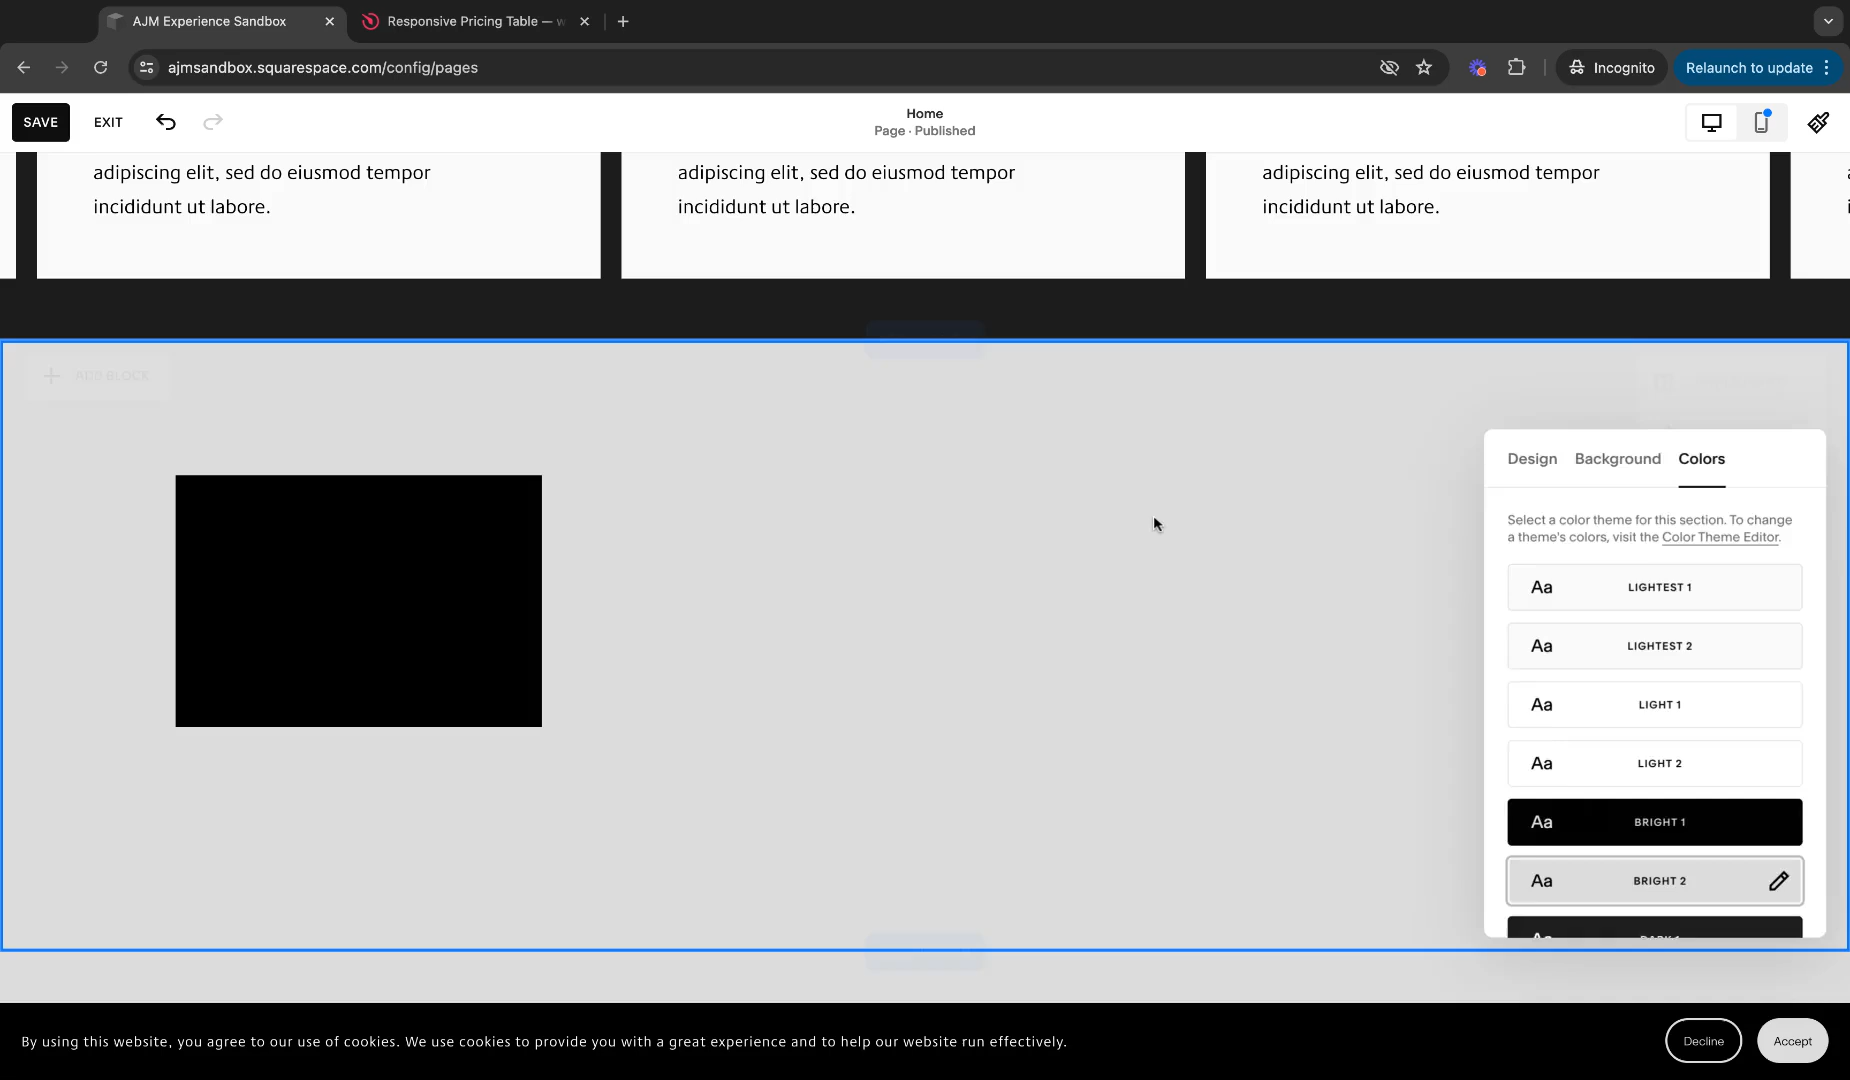 AJM Experience Sandbox
Responsive Pricing Table — w
ajmsandbox.squarespace.com/config/pages
Incognito
Relaunch to update
SAVE
EXIT
Home
Page · Published
adipiscing elit, sed do eiusmod tempor
incididunt ut labore.
adipiscing elit, sed do eiusmod tempor
incididunt ut labore.
adipiscing elit, sed do eiusmod tempor
incididunt ut labore.
ADD BLOCK
Design
Background
Colors
Select a color theme for this section. To change
a theme's colors, visit the Color Theme Editor.
Aa
LIGHTEST 1
Aa
LIGHTEST 2
Aa
LIGHT 1
Aa
LIGHT 2
Aa
BRIGHT 1
Aa
BRIGHT 2
By using this website, you agree to our use of cookies. We use cookies to provide you with a great experience and to help our website run effectively.
Decline
Accept